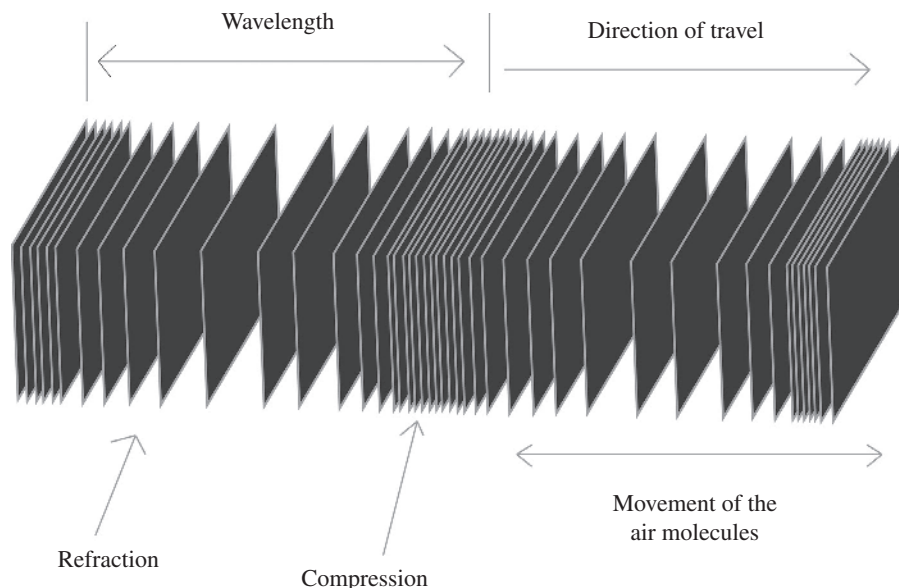 Wavelength
Direction of travel
Movement of the
air molecules
Refraction
Compression